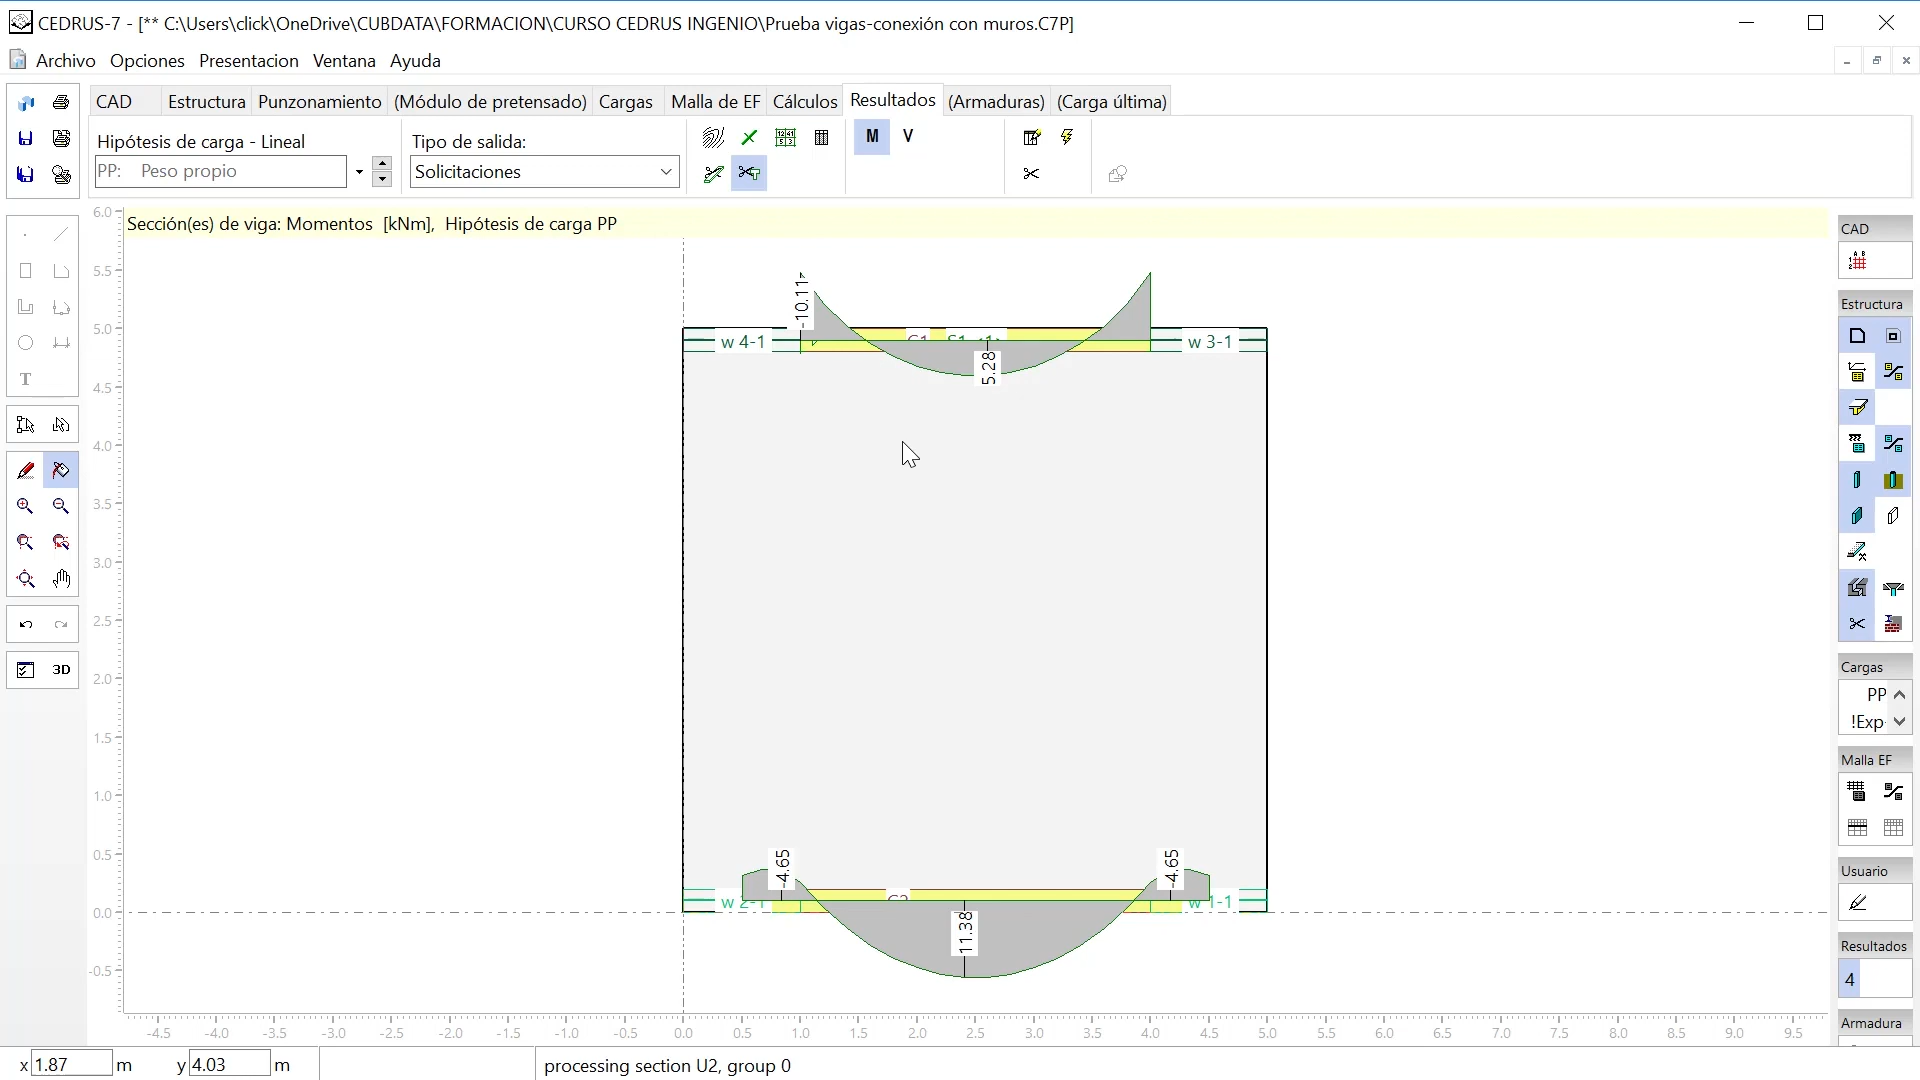 CEDRUS-7 - [** C:\Users\click\OneDrive\CUBDATA\FORMACION\CURSO CEDRUS INGENIO\Prueba vigas-conexión con muros.C7P]
Archivo Opciones Presentacion Ventana Ayuda
CAD Estructura Punzonamiento (Módulo de pretensado) Cargas Malla de EF Cálculos Resultados (Armaduras) (Carga última)
Hipótesis de carga - Lineal Tipo de salida: M V
PP: Peso propio Solicitaciones
Sección(es) de viga: Momentos [kNm], Hipótesis de carga PP
CAD
Estructura
Cargas
PP
!Exp
Malla EF
Usuario
Resultados
4
Armadura
T
3D
6.0
5.5
5.0
4.5
4.0
3.5
3.0
2.5
2.0
1.5
1.0
0.5
0.0
-0.5
-10.11
w 4-1 w 3-1
5.28
-4.65 -4.65
w 2-1 w 1-1
11.38
-4.5 -4.0 -3.5 -3.0 -2.5 -2.0 -1.5 -1.0 -0.5 0.0 0.5 1.0 1.5 2.0 2.5 3.0 3.5 4.0 4.5 5.0 5.5 6.0 6.5 7.0 7.5 8.0 8.5 9.0 9.5
x 1.87 m y 4.03 m processing section U2, group 0